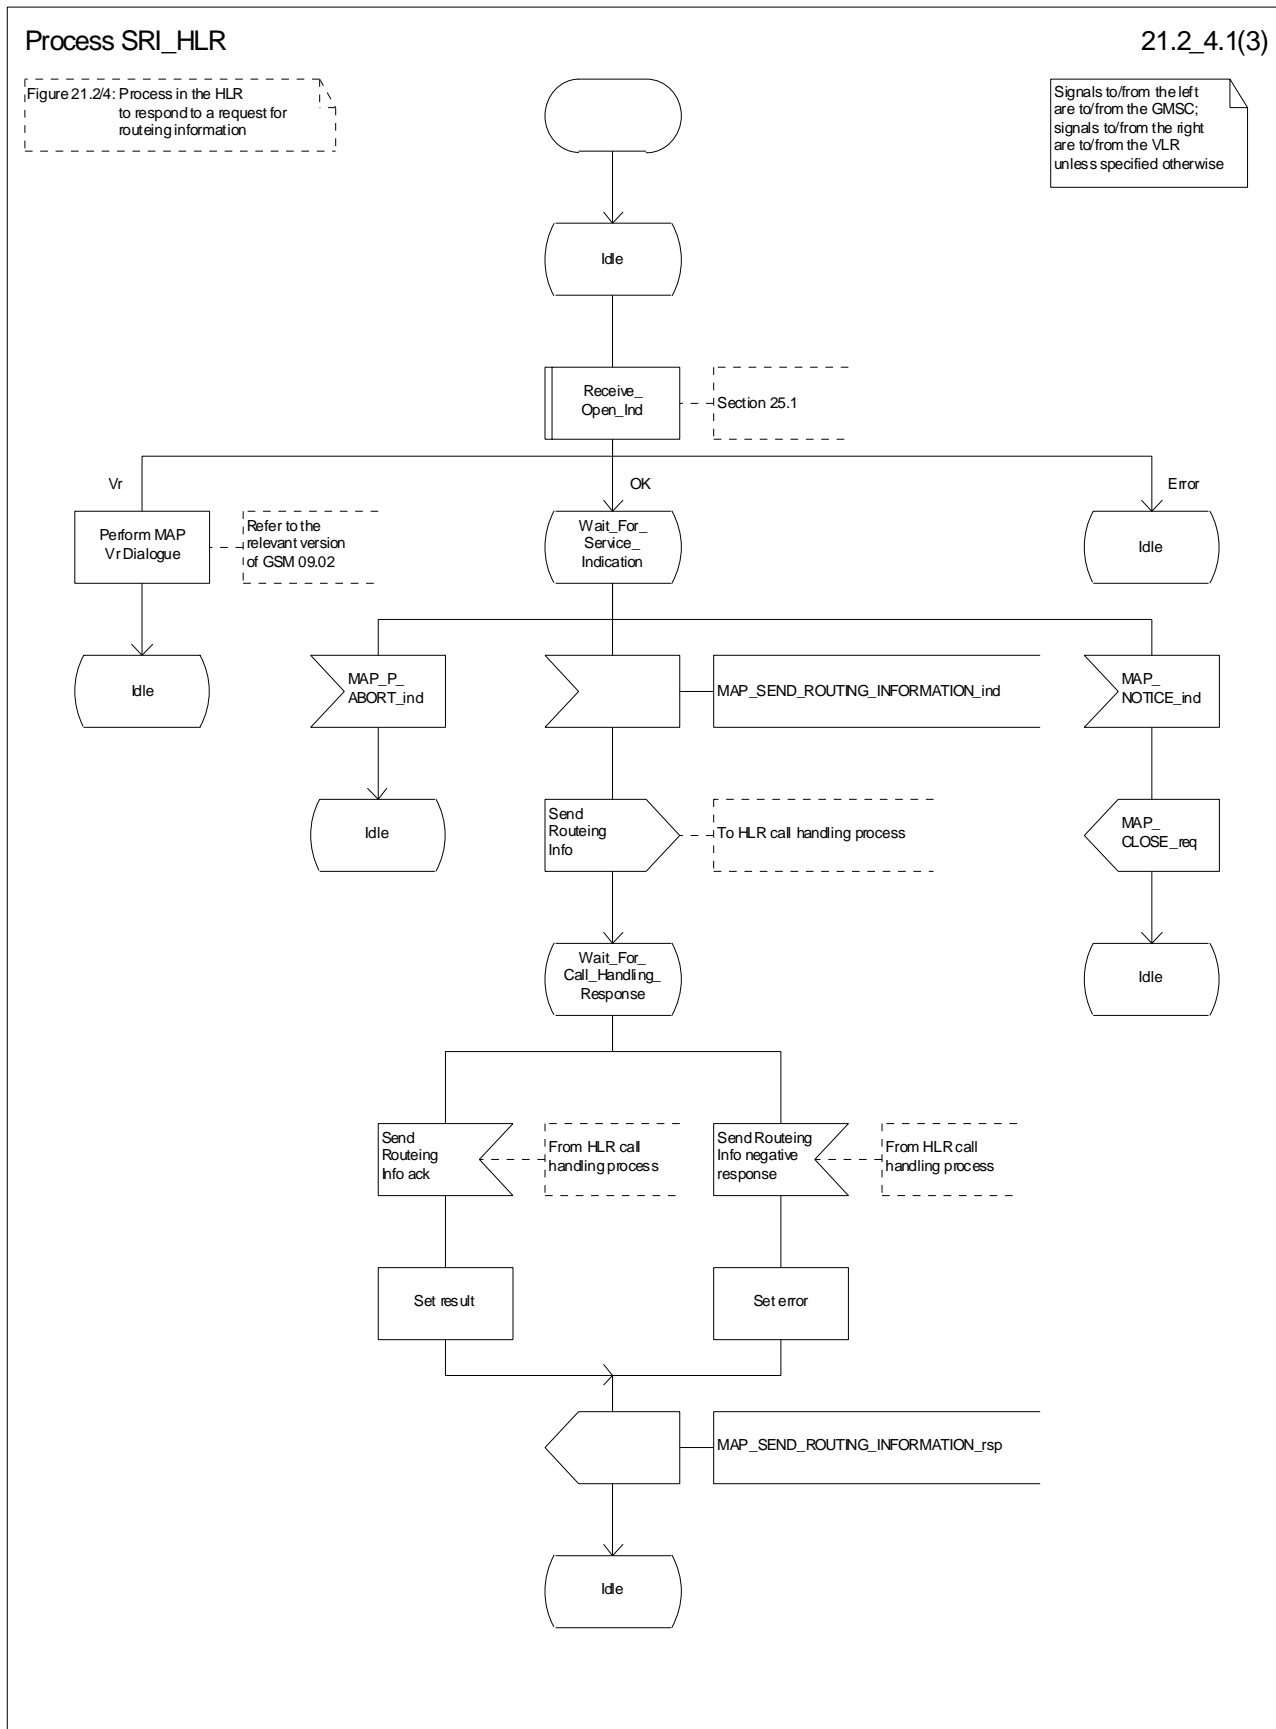 Process SRI_HLR
21.2_4.1(3)
Figure 21.2/4: Process in the HLR
to respond to a request for
routeing information
Signals to/from the left
are to/from the GMSC;
signals to/from the right
are to/from the VLR
unless specified otherwise
Idle
Receive_
Open_Ind
Section 25.1
Vr
OK
Error
Perform MAP
Vr Dialogue
Refer to the
relevant version
of GSM 09.02
Wait_For_
Service_
Indication
Idle
Idle
MAP_P_
ABORT_ind
MAP_SEND_ROUTING_INFORMATION_ind
MAP_
NOTICE_ind
Idle
Send
Routeing
Info
To HLR call handling process
MAP_
CLOSE_req
Wait_For_
Call_Handling_
Response
Idle
Send
Routeing
Info ack
From HLR call
handling process
Send Routeing
Info negative
response
From HLR call
handling process
Set result
Set error
MAP_SEND_ROUTING_INFORMATION_rsp
Idle